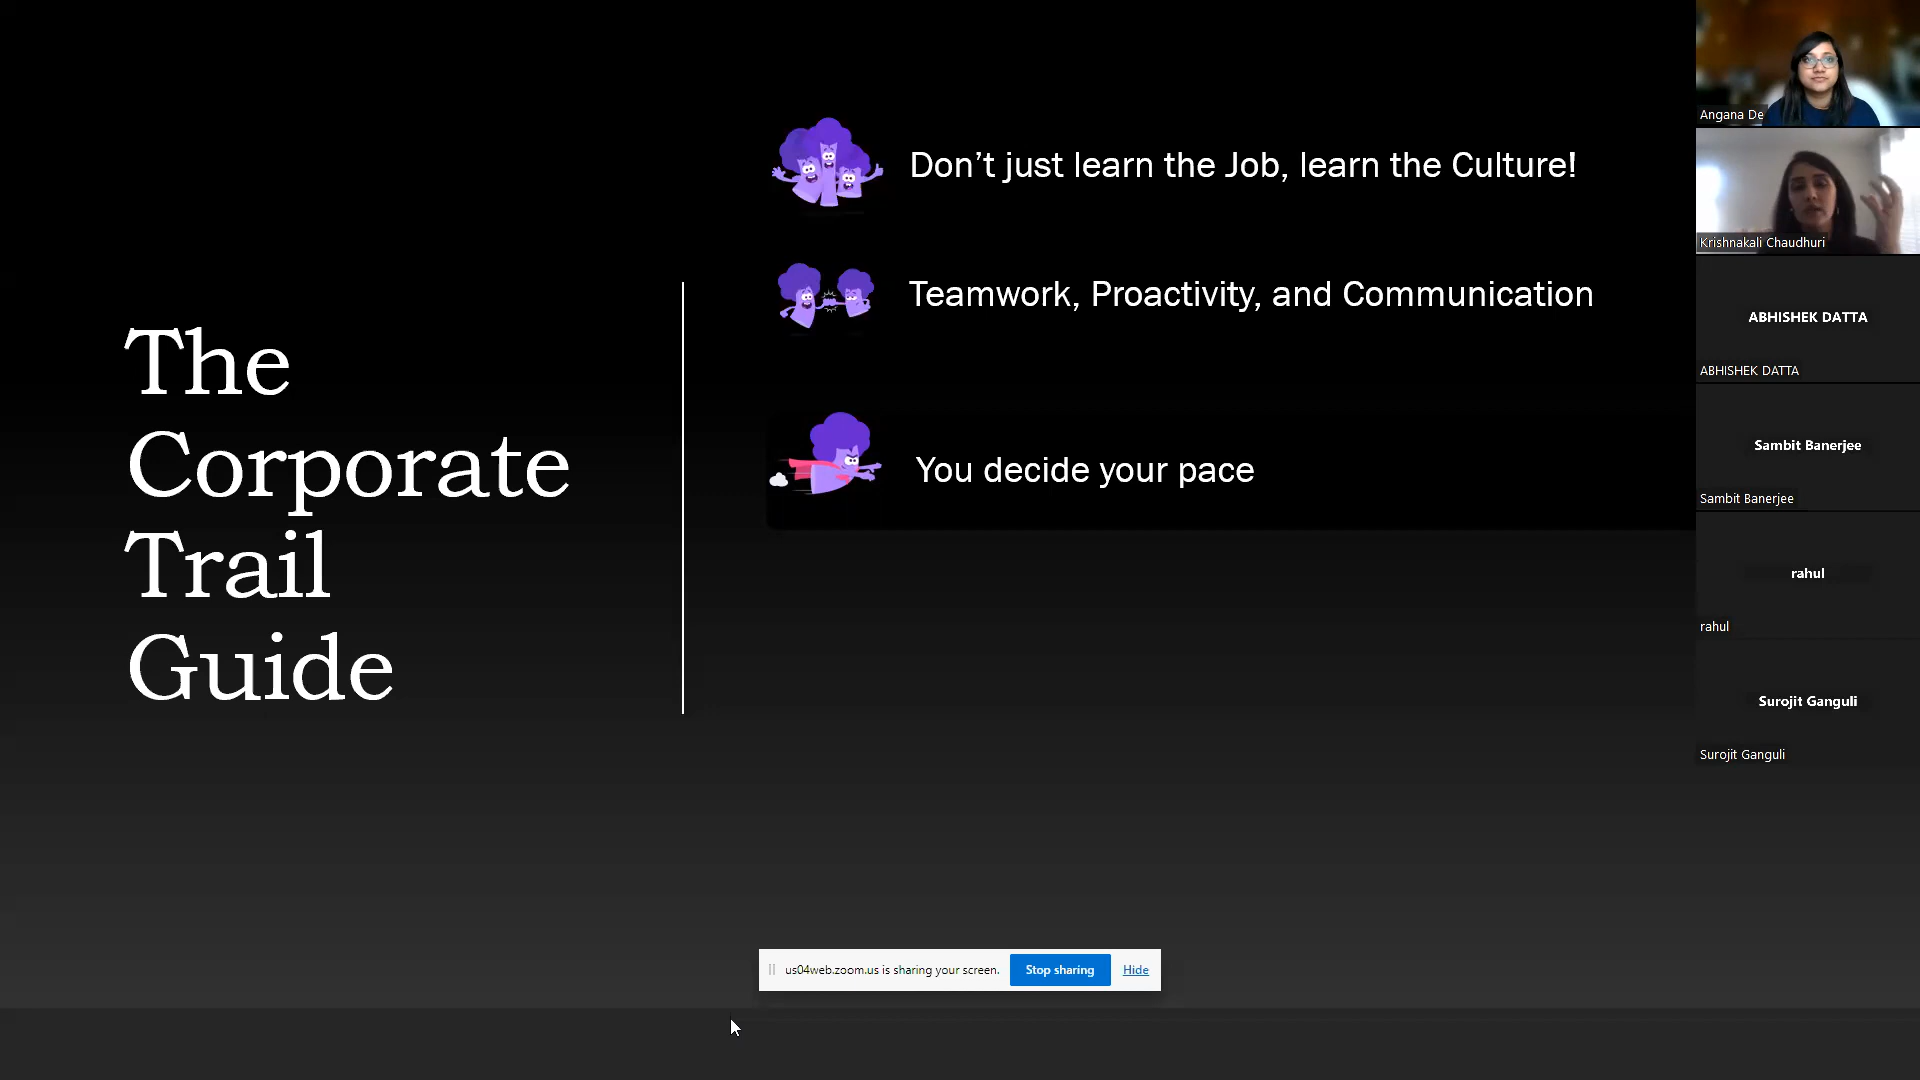 The
Corporate
Trail
Guide
Don’t just learn the Job, learn the Culture!
Teamwork, Proactivity, and Communication
You decide your pace
us04web.zoom.us is sharing your screen.
Stop sharing
Hide
Angana De
Krishnakali Chaudhuri
ABHISHEK DATTA
ABHISHEK DATTA
Sambit Banerjee
Sambit Banerjee
rahul
rahul
Surojit Ganguli
Surojit Ganguli